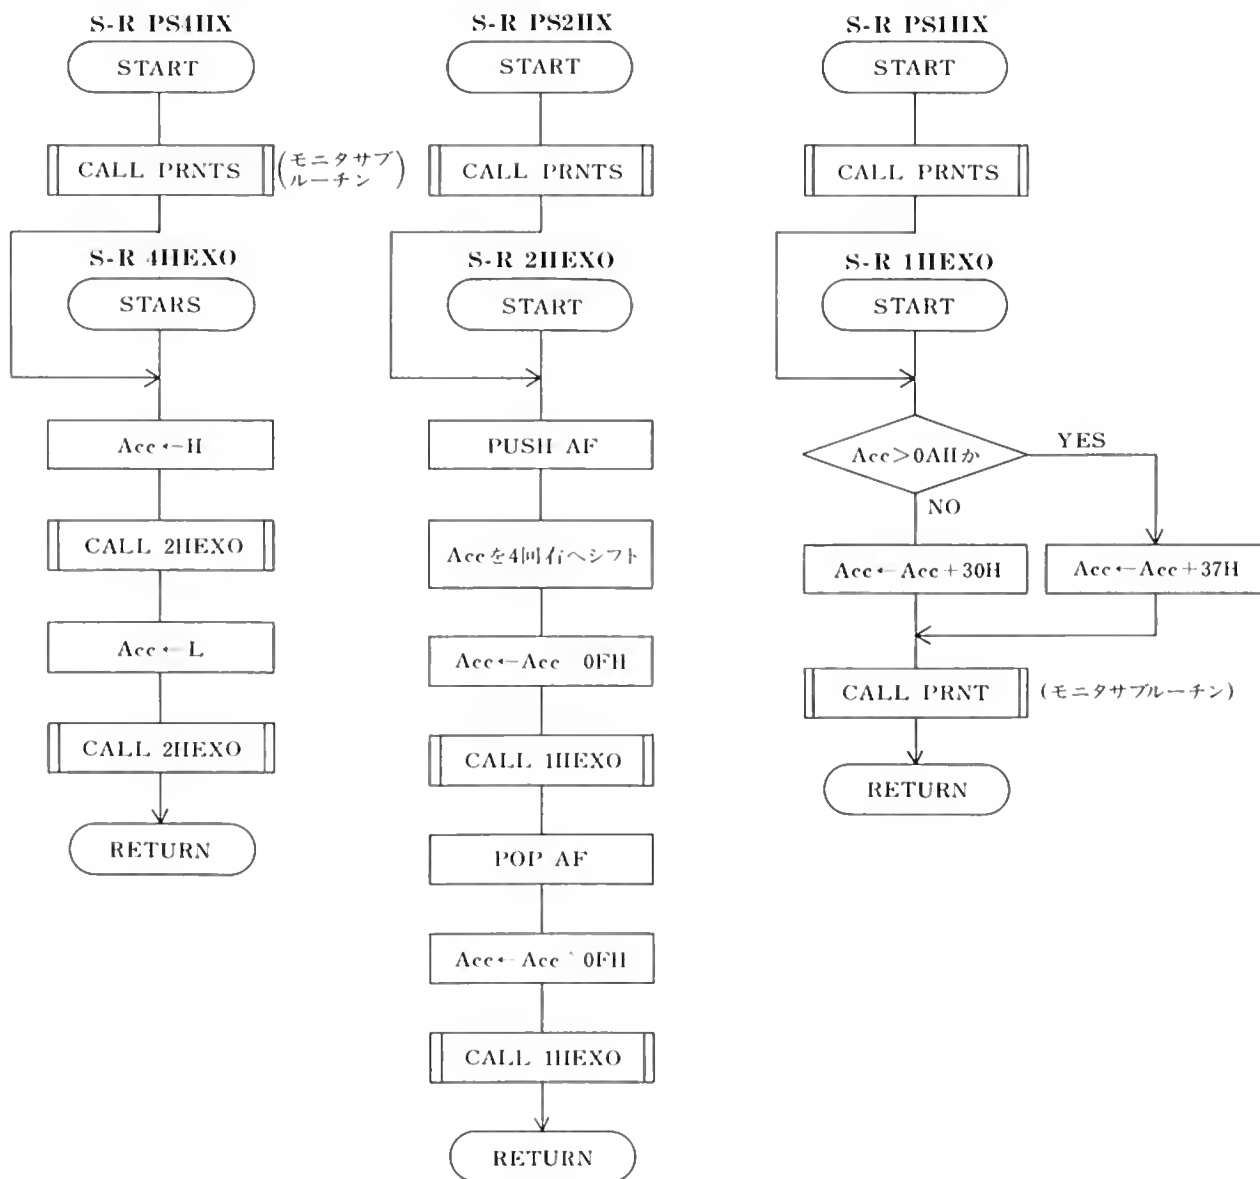 S-R PS4HX
START
CALL PRNTS
(モニタサブ
ルーチン)
S-R 4HEXO
STARS
Acc←H
CALL 2HEXO
Acc←L
CALL 2HEXO
RETURN
S-R PS2HX
START
CALL PRNTS
S-R 2HEXO
START
PUSH AF
Accを4回右へシフト
Acc←Acc 0FH
CALL 1HEXO
POP AF
Acc←Acc 0FH
CALL 1HEXO
RETURN
S-R PS1HX
START
CALL PRNTS
S-R 1HEXO
START
Acc>0AHか
YES
NO
Acc←Acc+30H
Acc←Acc+37H
CALL PRNT
(モニタサブルーチン)
RETURN